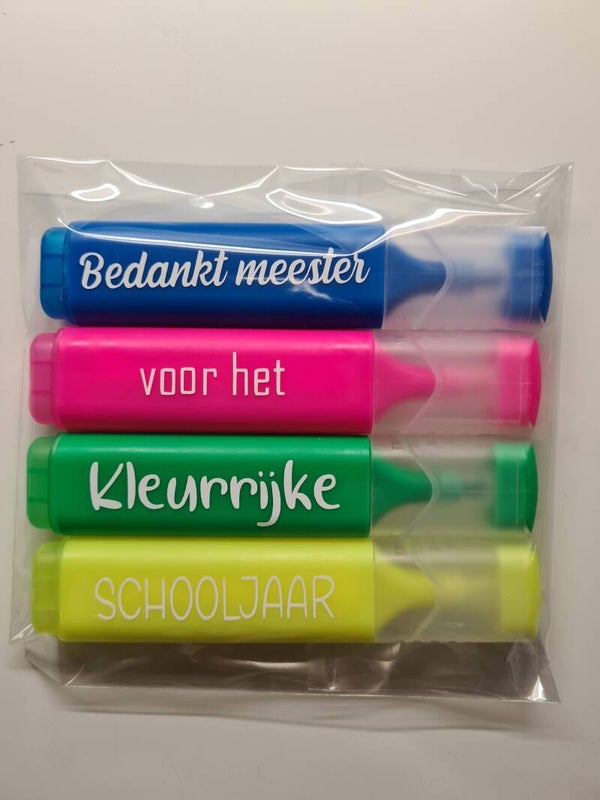 Bedankt meester
voor het
Kleurrijke
SCHOOLJAAR